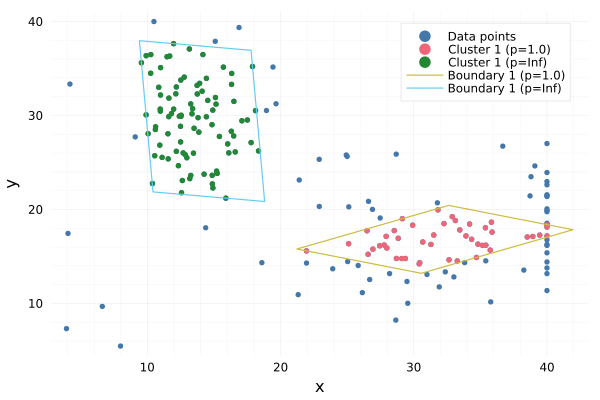 40
30
20
10
y
10
20
30
40
x
Data points
Cluster 1 (p=1.0)
Cluster 1 (p=Inf)
Boundary 1 (p=1.0)
Boundary 1 (p=Inf)